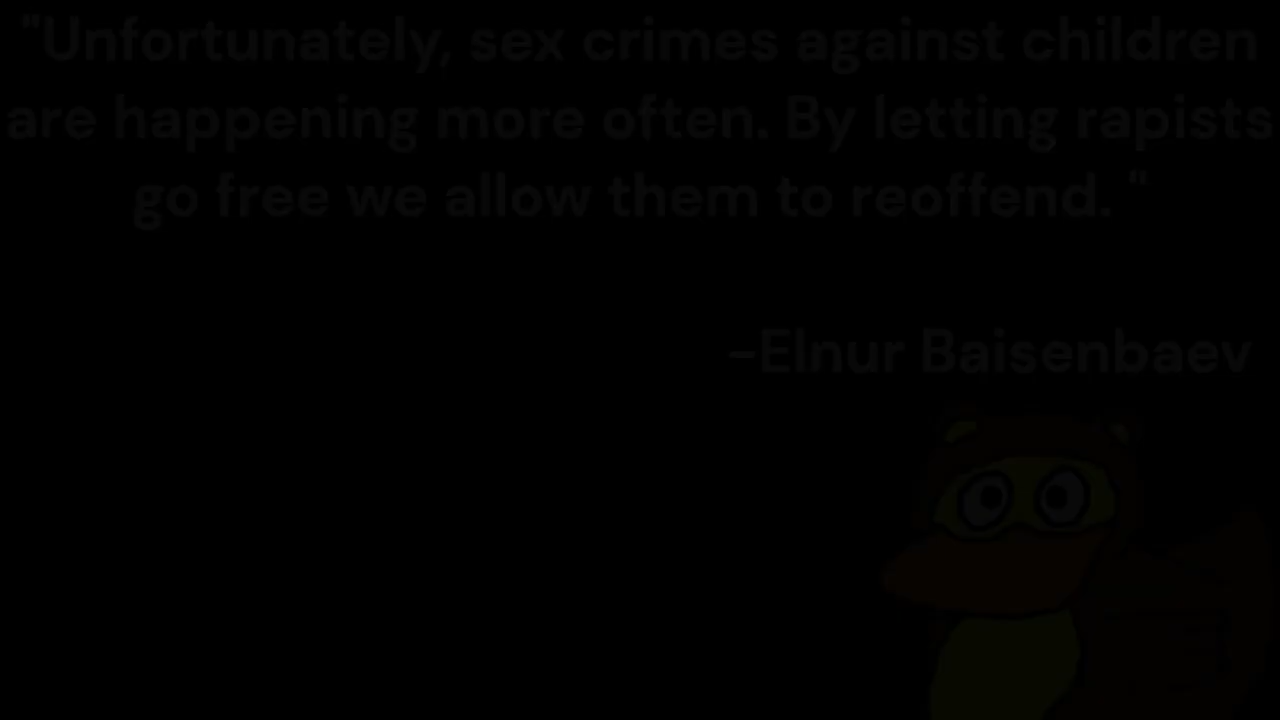 "Unfortunately, sex crimes against children
are happening more often. By letting rapists
go free we allow them to reoffend. "
-Elnur Baisenbaev